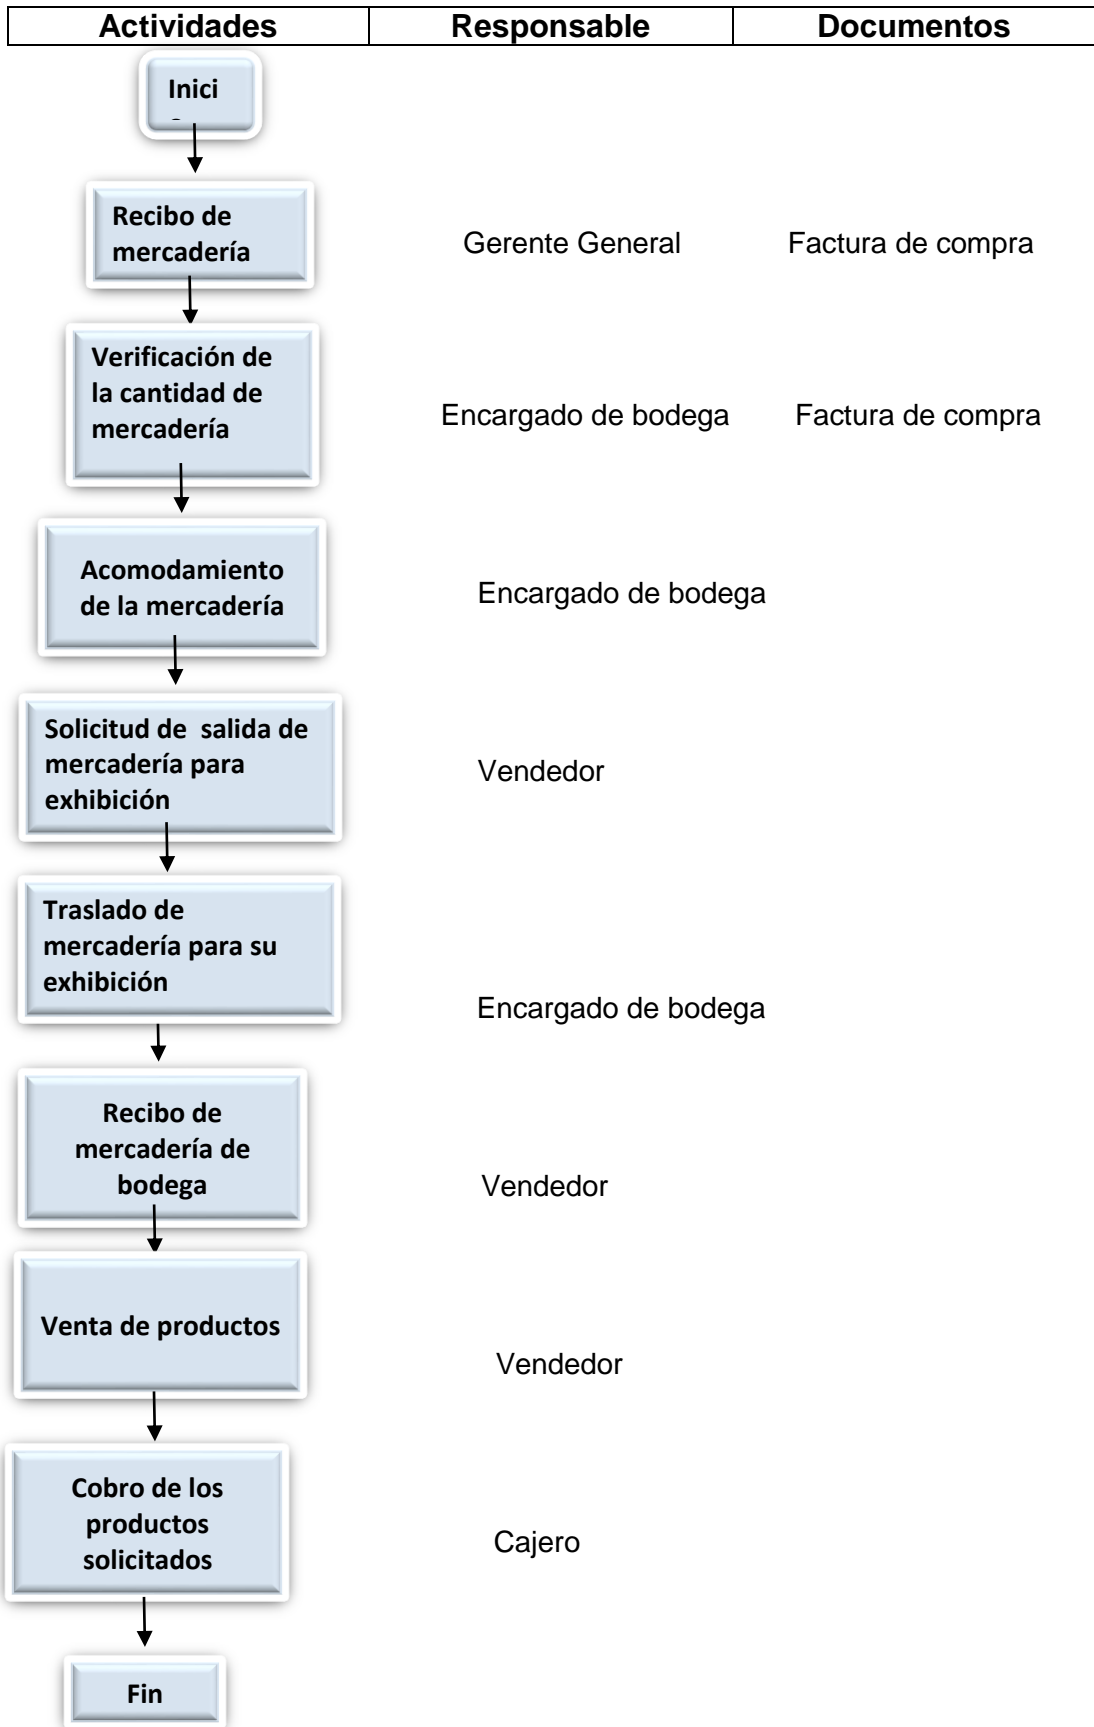 Actividades Responsable Documentos
Inici
Recibo de
mercadería
Gerente General Factura de compra
Verificación de
la cantidad de
mercadería
Encargado de bodega Factura de compra
Acomodamiento
de la mercadería
Encargado de bodega
Solicitud de salida de
mercadería para
exhibición
Vendedor
Traslado de
mercadería para su
exhibición
Encargado de bodega
Recibo de
mercadería de
bodega
Vendedor
Venta de productos
Vendedor
Cobro de los
productos
solicitados
Cajero
Fin